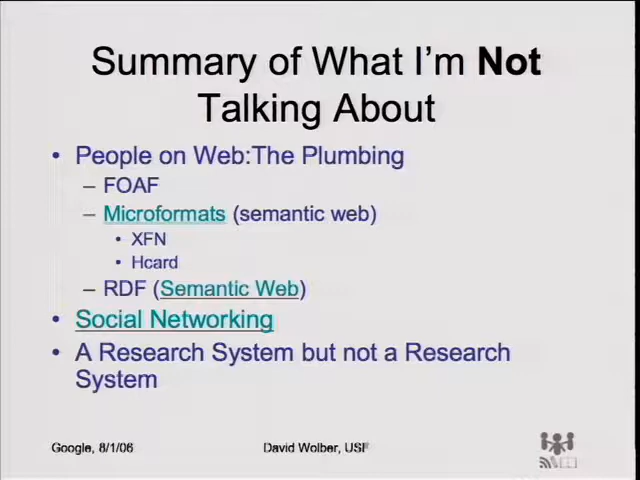 Summary of What I'm Not
Talking About
• People on Web:The Plumbing
– FOAF
– Microformats (semantic web)
• XFN
• Hcard
– RDF (Semantic Web)
• Social Networking
• A Research System but not a Research
System
Google, 8/1/06
David Wolber, USF